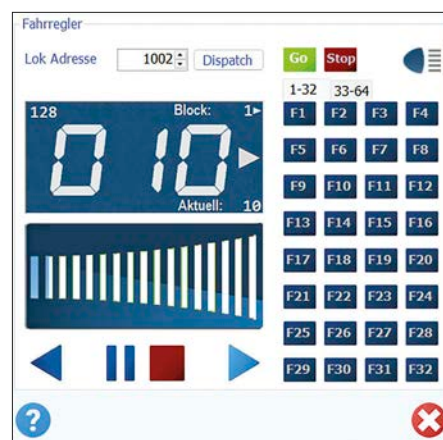 Fahrregler
Lok Adresse 1002 Dispatch Go Stop
1-32 33-64
128 Block: 1
010
Aktuell: 10
F1 F2 F3 F4
F5 F6 F7 F8
F9 F10 F11 F12
F13 F14 F15 F16
F17 F18 F19 F20
F21 F22 F23 F24
F25 F26 F27 F28
F29 F30 F31 F32
?